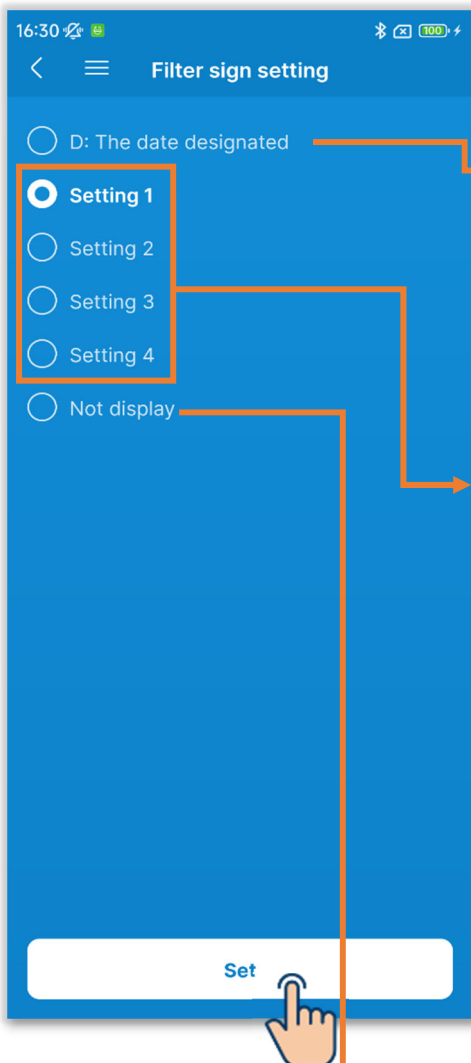 16:30
100
Filter sign setting
D: The date designated
Setting 1
Setting 2
Setting 3
Setting 4
Not display
Set